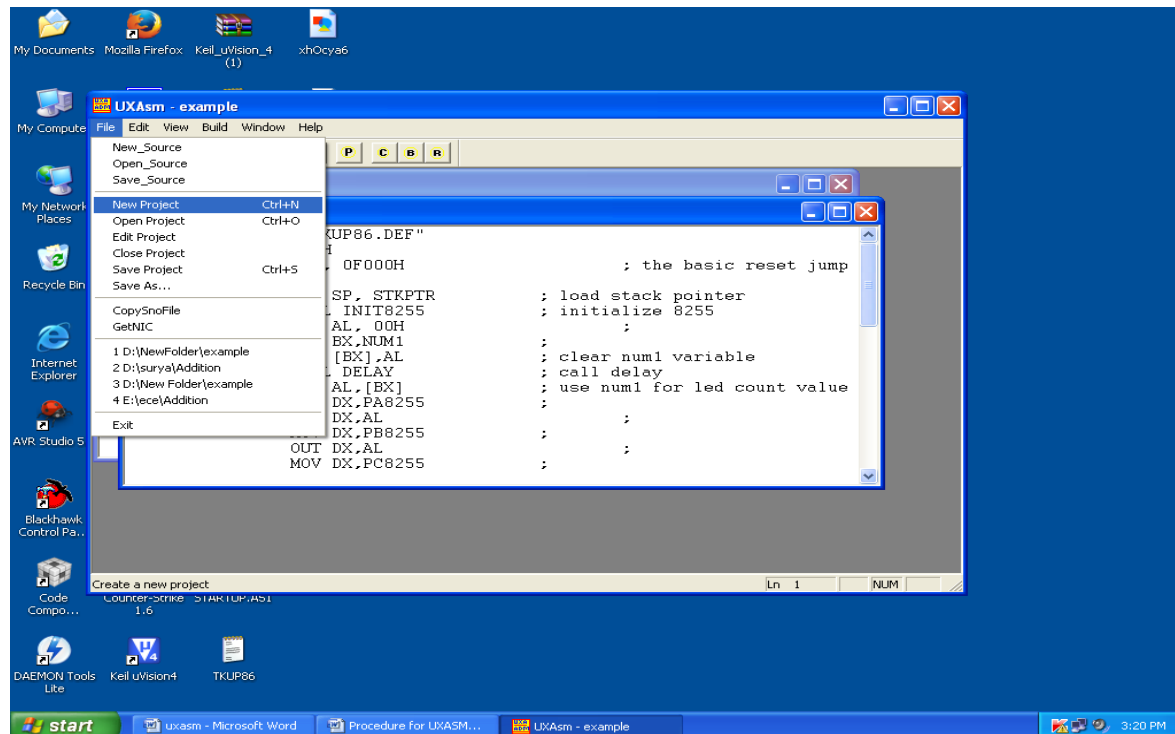 My Documents
Mozilla Firefox
Keil_uVision_4
(1)
xhOcya6
My Compute
UXAsm - example
File Edit View Build Window Help
P C B R
New_Source
Open_Source
Save_Source
New Project Ctrl+N
Open Project Ctrl+O
Edit Project
Close Project
Save Project Ctrl+S
Save As...
CopySnoFile
GetNIC
1 D:\NewFolder\example
2 D:\surya\Addition
3 D:\New Folder\example
4 E:\ece\Addition
Exit
KUP86.DEF"
H
, 0F000H ; the basic reset jump
SP, STKPTR ; load stack pointer
L INIT8255 ; initialize 8255
AL, 00H ;
BX,NUM1 ;
[BX],AL ; clear num1 variable
L DELAY ; call delay
AL,[BX] ; use num1 for led count value
DX,PA8255 ;
DX,AL ;
DX,PB8255 ;
OUT DX,AL ;
MOV DX,PC8255 ;
Create a new project
Ln 1 NUM
My Network
Places
Recycle Bin
Internet
Explorer
AVR Studio 5
Blackhawk
Control Pa..
Code
Compo...
Counter-Strike
1.6
STARTUP.A51
DAEMON Tools
Lite
Keil uVision4
TKUP86
start
uxasm - Microsoft Word
Procedure for UXASM...
UXAsm - example
3:20 PM